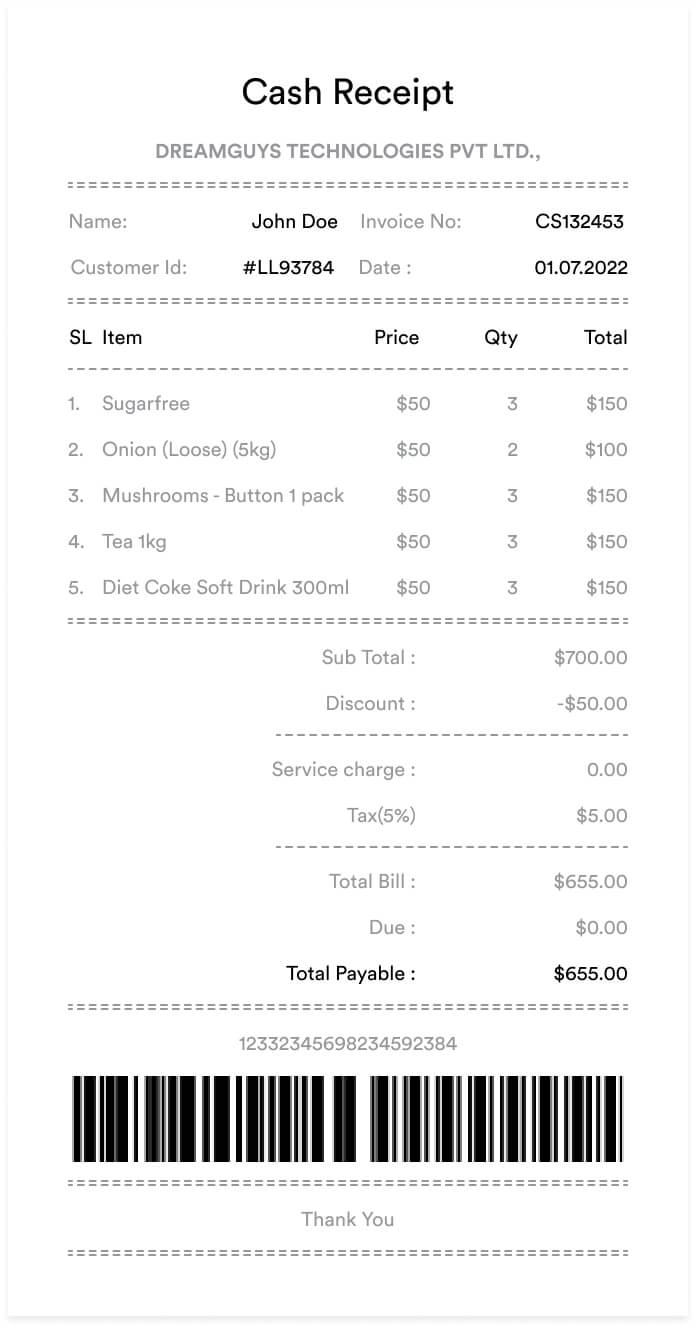 Cash Receipt
DREAMGUYS TECHNOLOGIES PVT LTD.,
Name: John Doe Invoice No: CS132453
Customer Id: #LL93784 Date : 01.07.2022
SL Item Price Qty Total
1. Sugarfree $50 3 $150
2. Onion (Loose) (5kg) $50 2 $100
3. Mushrooms - Button 1 pack $50 3 $150
4. Tea 1kg $50 3 $150
5. Diet Coke Soft Drink 300ml $50 3 $150
Sub Total : $700.00
Discount : -$50.00
Service charge : 0.00
Tax(5%) $5.00
Total Bill : $655.00
Due : $0.00
Total Payable : $655.00
12332345698234592384
Thank You